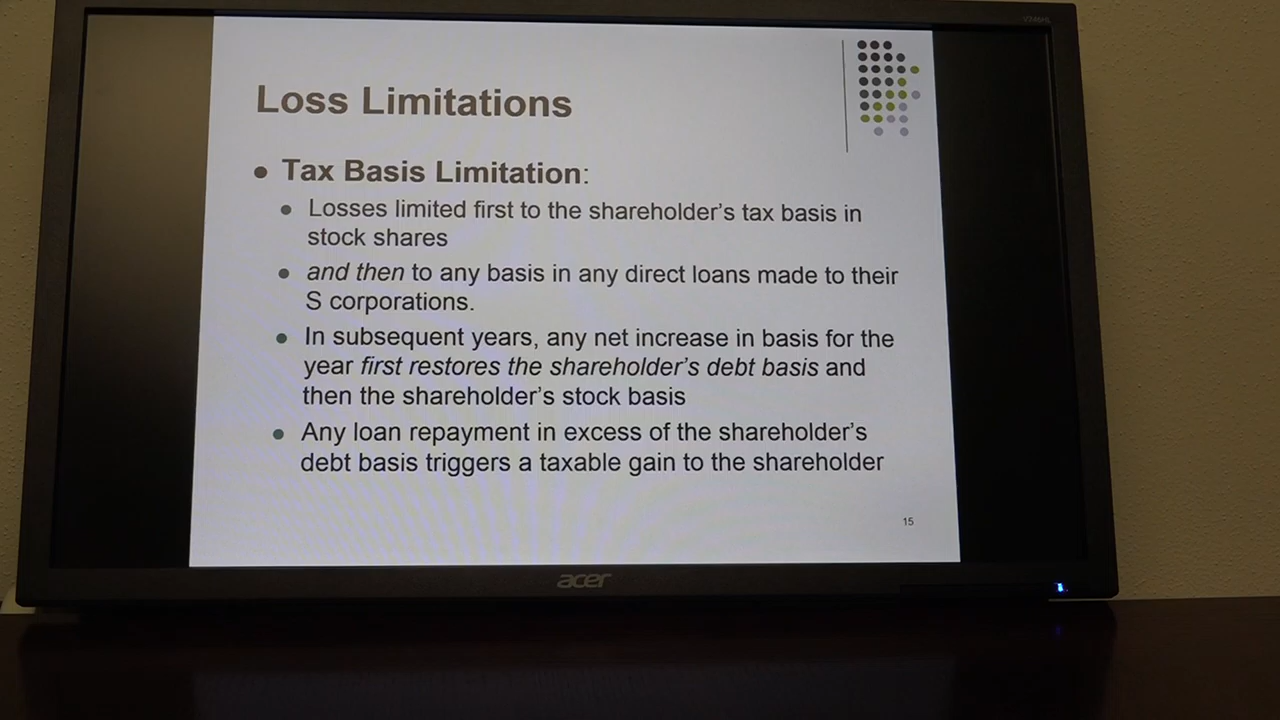 Loss Limitations
● Tax Basis Limitation:
● Losses limited first to the shareholder's tax basis in
stock shares
● and then to any basis in any direct loans made to their
S corporations.
● In subsequent years, any net increase in basis for the
year first restores the shareholder's debt basis and
then the shareholder's stock basis
● Any loan repayment in excess of the shareholder's
debt basis triggers a taxable gain to the shareholder
15
acer